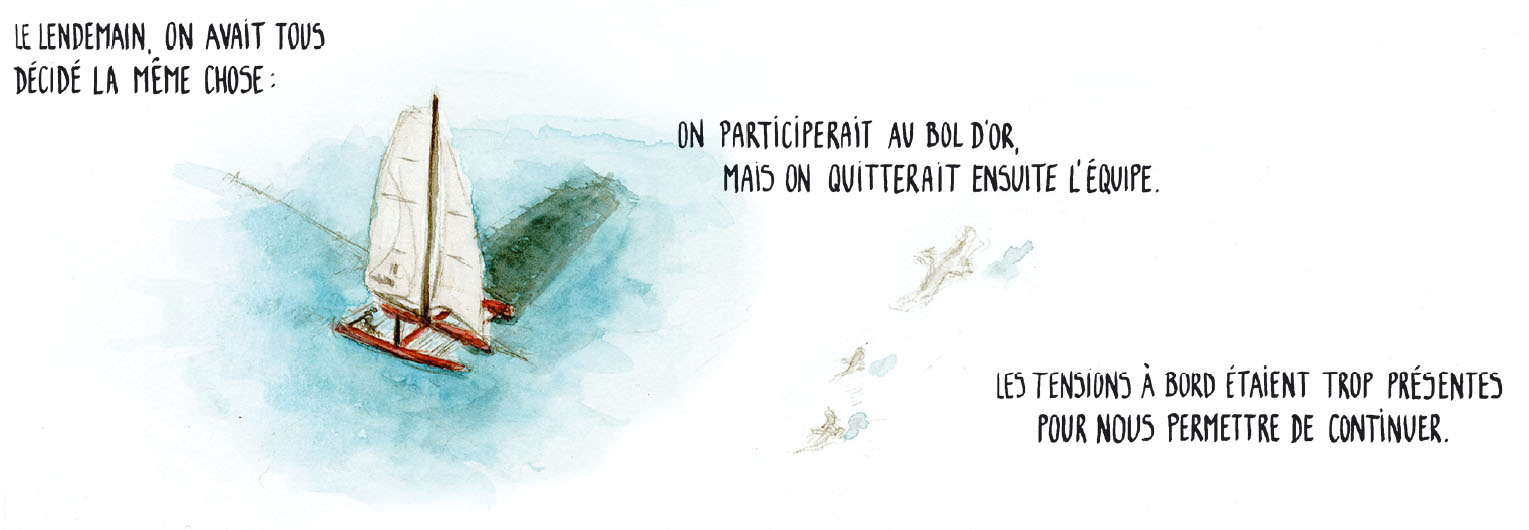 LE LENDEMAIN, ON AVAIT TOUS
DÉCIDÉ LA MÊME CHOSE :
ON PARTICIPERAIT AU BOL D'OR,
MAIS ON QUITTERAIT ENSUITE L'ÉQUIPE.
LES TENSIONS À BORD ÉTAIENT TROP PRÉSENTES
POUR NOUS PERMETTRE DE CONTINUER.